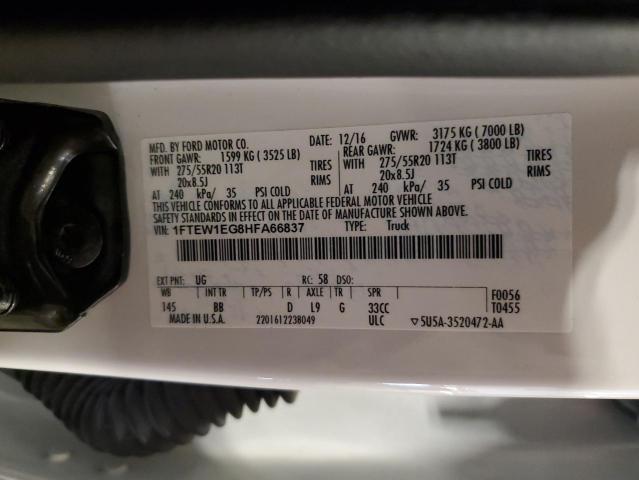 MFD. BY FORD MOTOR CO. DATE: 12/16 GVWR: 3175 KG ( 7000 LB)
FRONT GAWR: 1599 KG ( 3525 LB) REAR GAWR: 1724 KG ( 3800 LB)
WITH 275/55R20 113T TIRES WITH 275/55R20 113T TIRES
20x8.5J RIMS 20x8.5J RIMS
AT 240 kPa/ 35 PSI COLD AT 240 kPa/ 35 PSI COLD
THIS VEHICLE CONFORMS TO ALL APPLICABLE FEDERAL MOTOR VEHICLE
SAFETY STANDARDS IN EFFECT ON THE DATE OF MANUFACTURE SHOWN ABOVE.
VIN: 1FTEW1EG8HFA66837 TYPE: Truck
EXT PNT: UG RC: 58 DSO:
WB INT TR TP/PS R AXLE TR SPR F0056
145 BB D L9 G 33CC T0455
MADE IN U.S.A. 2201612238049 ULC ▽5U5A-3520472-AA